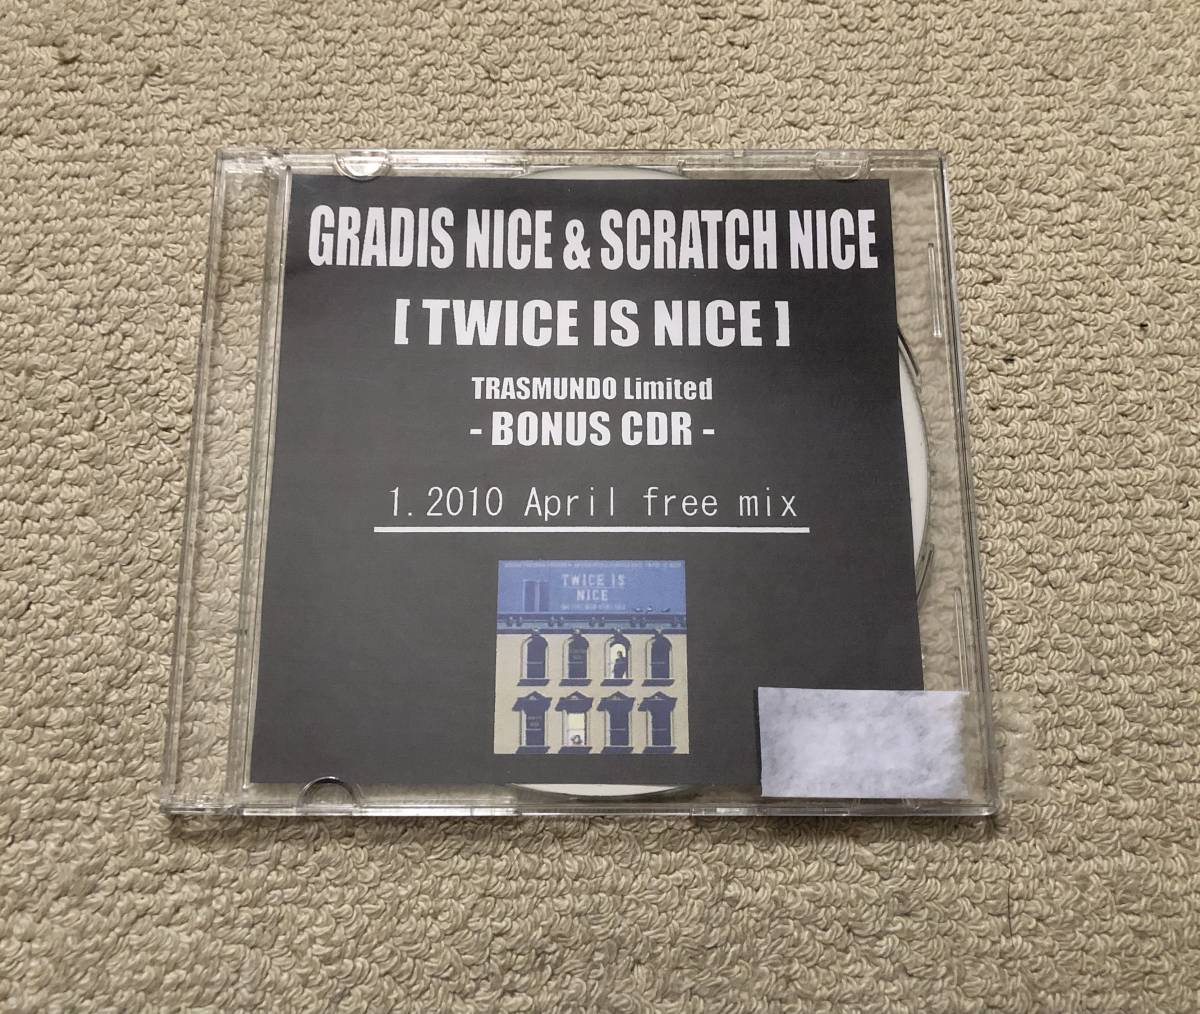 GRADIS NICE & SCRATCH NICE
[ TWICE IS NICE ]
TRASMUNDO Limited
- BONUS CDR -
1. 2010 April free mix
TWICE IS
NICE